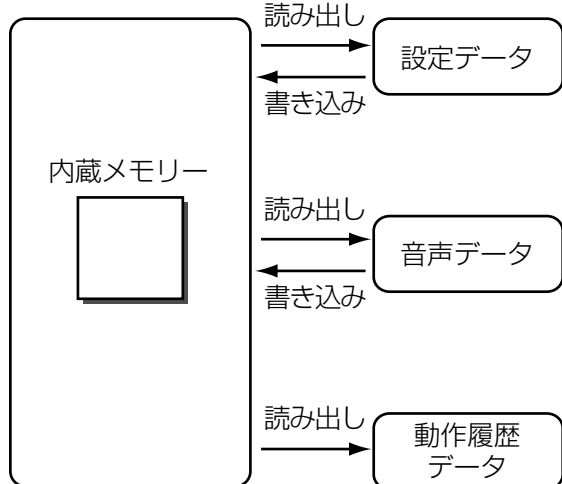 読み出し
設定データ
書き込み
内蔵メモリー
読み出し
音声データ
書き込み
読み出し
動作履歴
データ